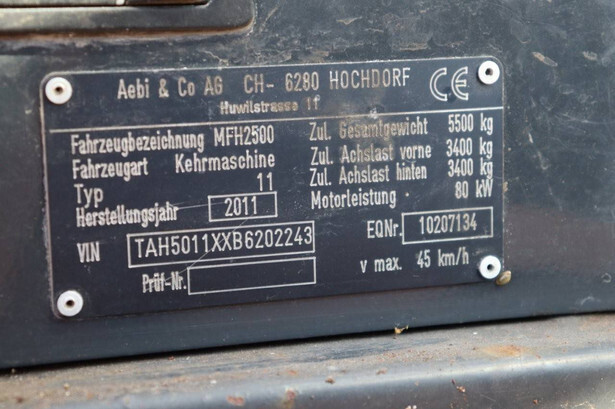 Aebi & Co AG CH- 6280 HOCHDORF CE
Huwilstrasse 11
Fahrzeugbezeichnung MFH2500
Fahrzeugart Kehrmaschine
Typ 11
Herstellungsjahr 2011
VIN TAH5011XXB6202243
Prüf-Nr.
Zul. Gesamtgewicht 5500 kg
Zul. Achslast vorne 3400 kg
Zul. Achslast hinten 3400 kg
Motorleistung 80 kW
EQNr. 10207134
v max. 45 km/h